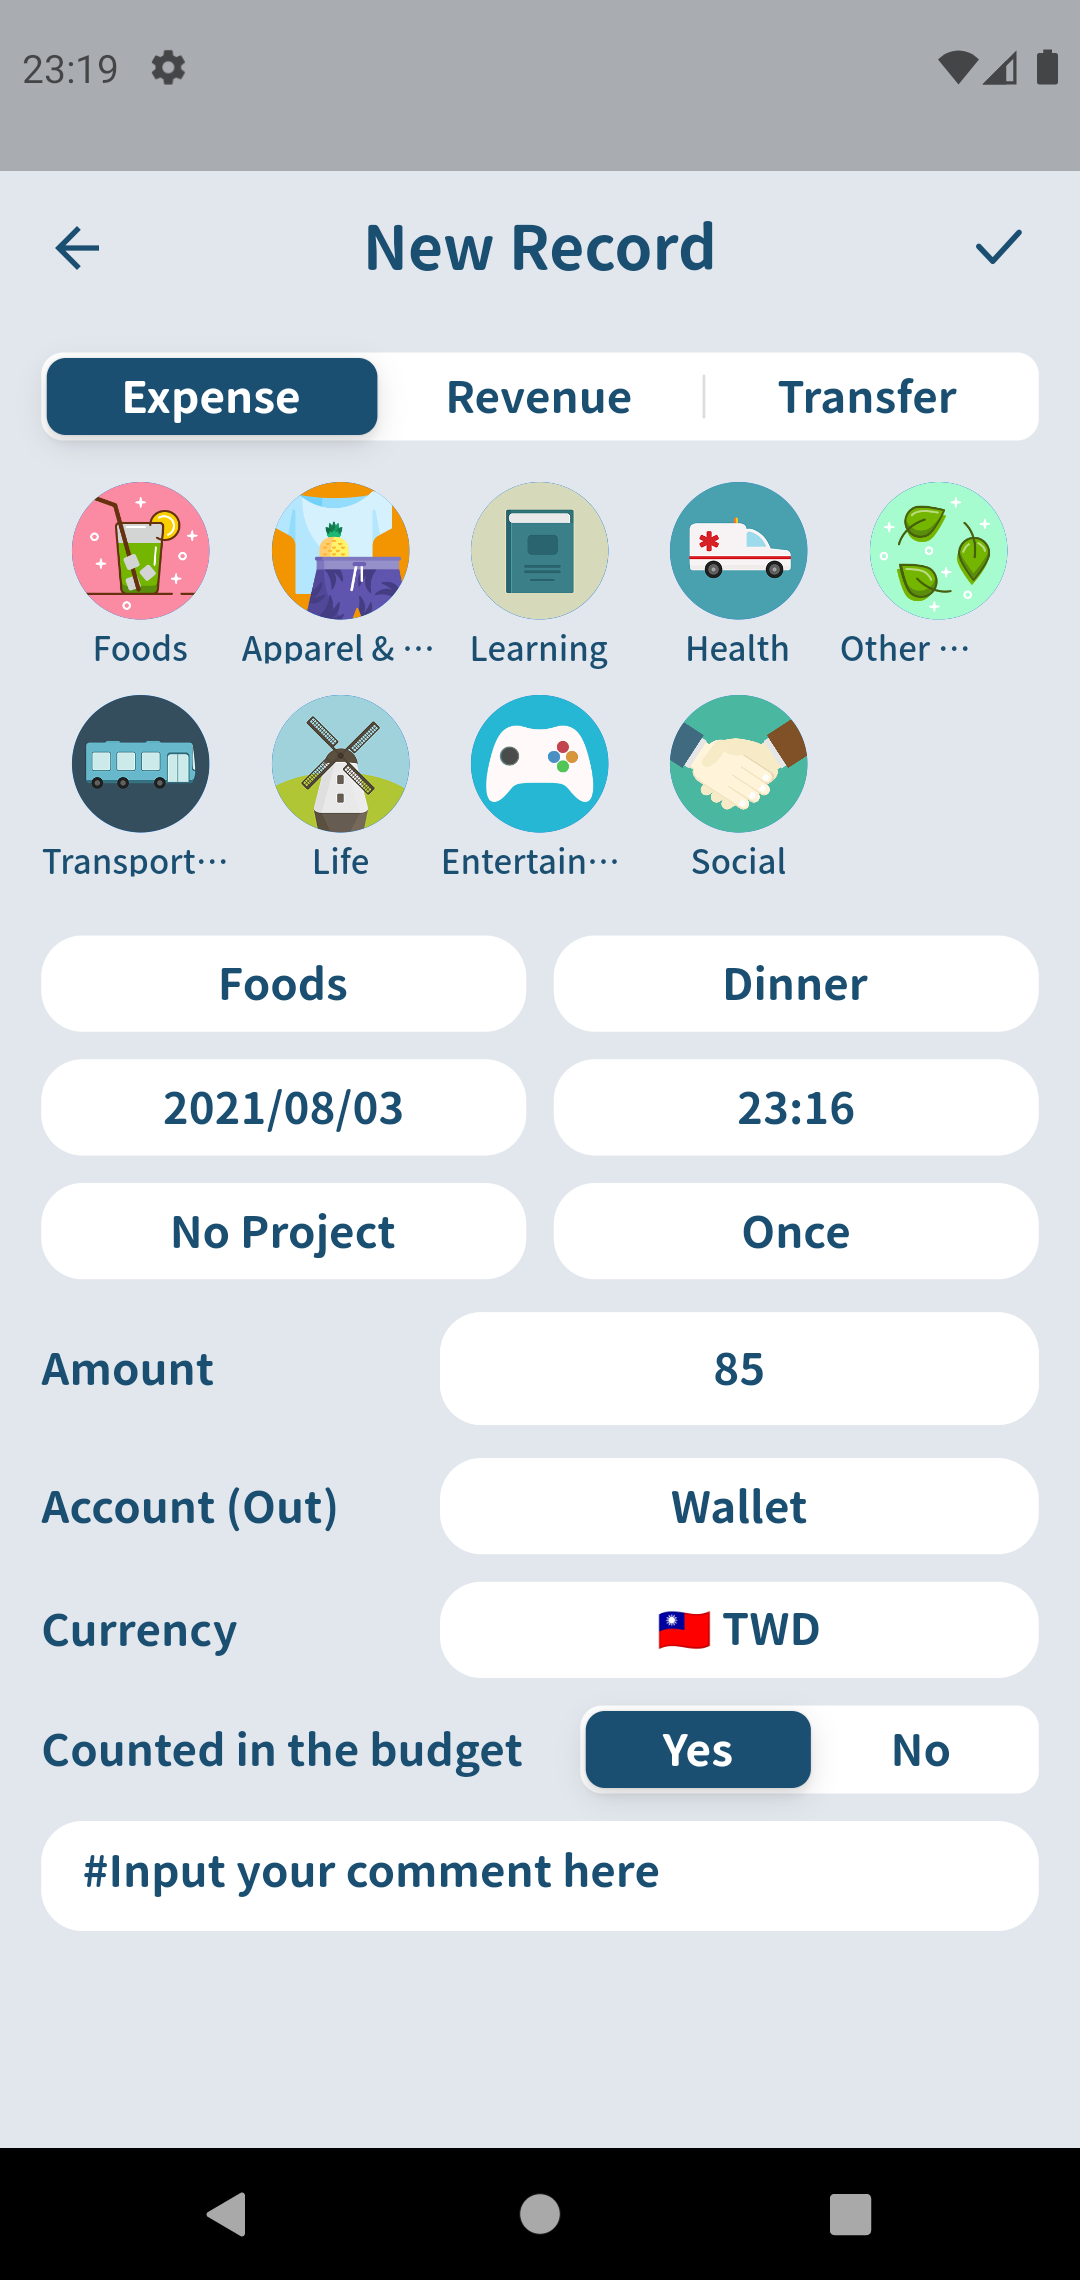 23:19
New Record
Expense Revenue Transfer
Foods Apparel & ··· Learning Health Other ···
Transport··· Life Entertain··· Social
Foods Dinner
2021/08/03 23:16
No Project Once
Amount 85
Account (Out) Wallet
Currency 🇹🇼 TWD
Counted in the budget Yes No
#Input your comment here